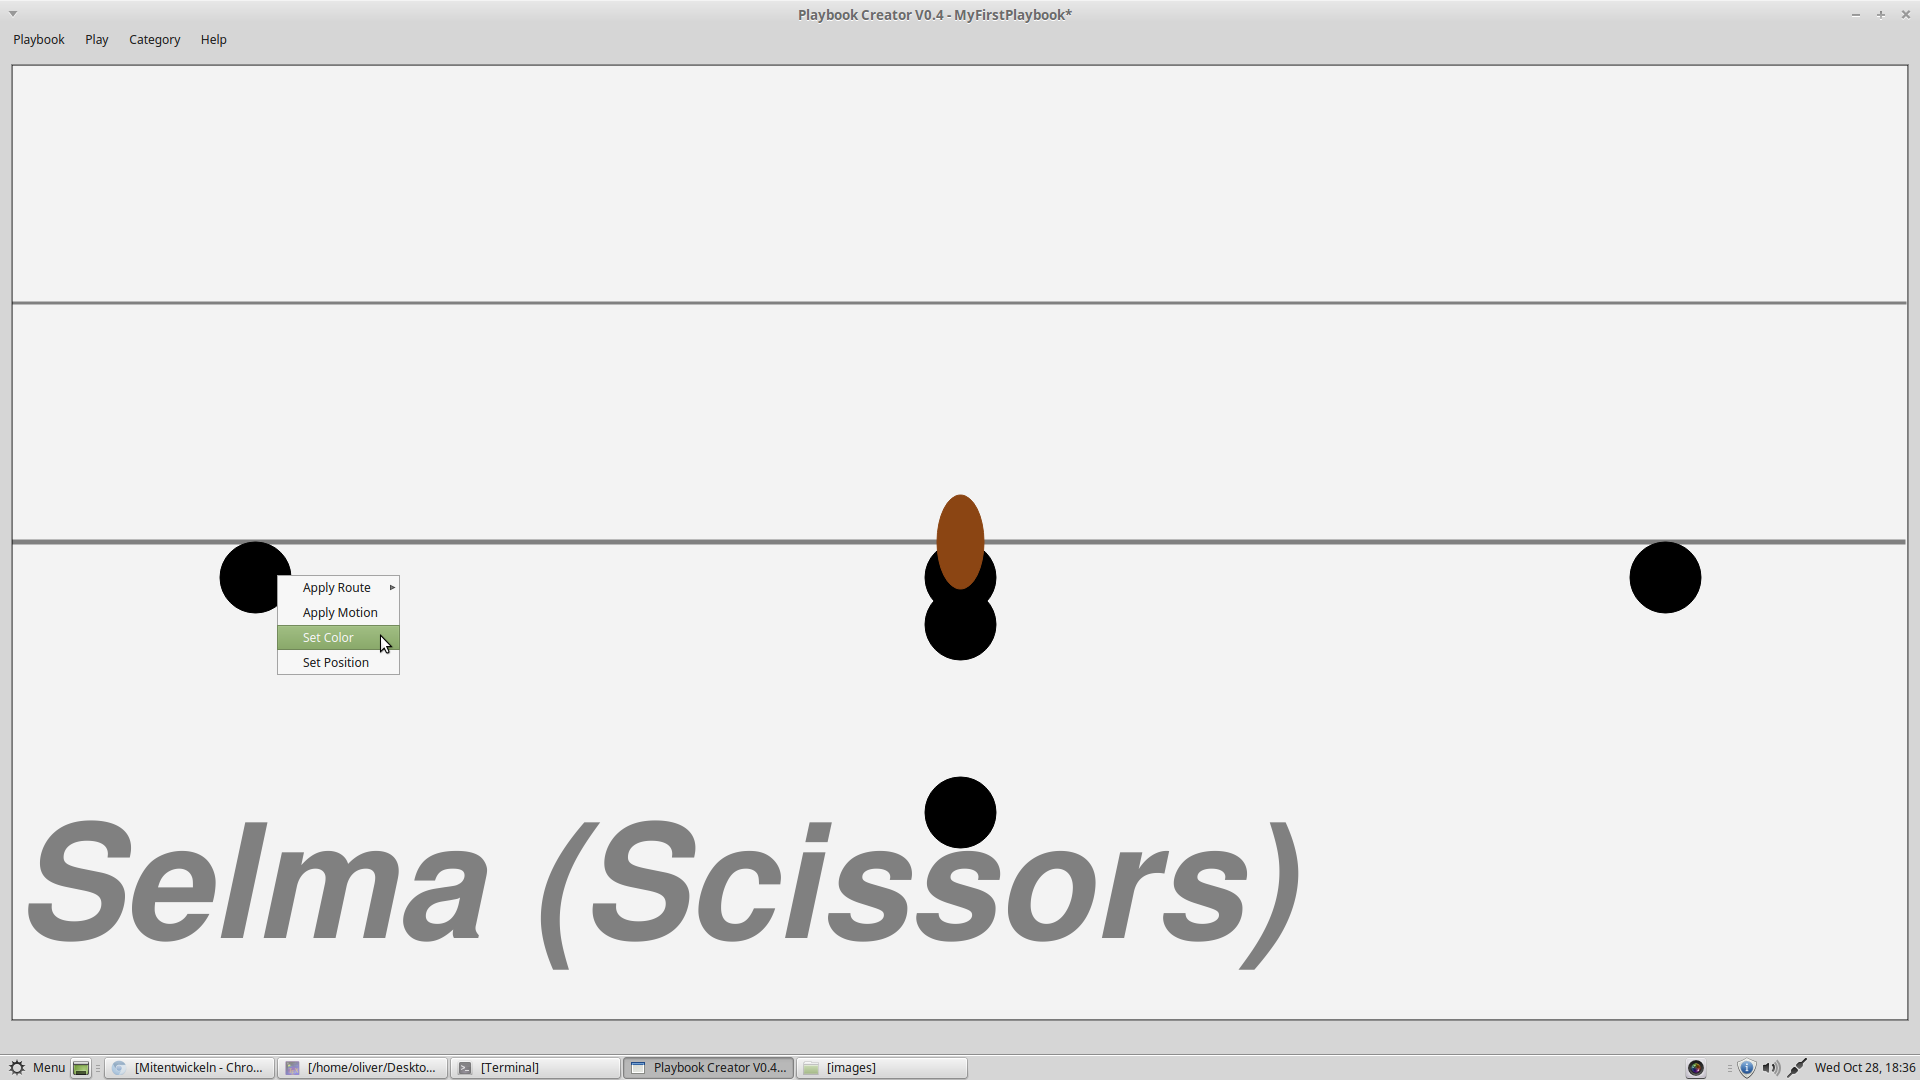 Playbook Creator V0.4 - MyFirstPlaybook*
Playbook Play Category Help
Apply Route
Apply Motion
Set Color
Set Position
Selma (Scissors)
Menu [Mitentwickeln - Chro... [/home/oliver/Deskto... [Terminal] Playbook Creator V0.4... [images] Wed Oct 28, 18:36